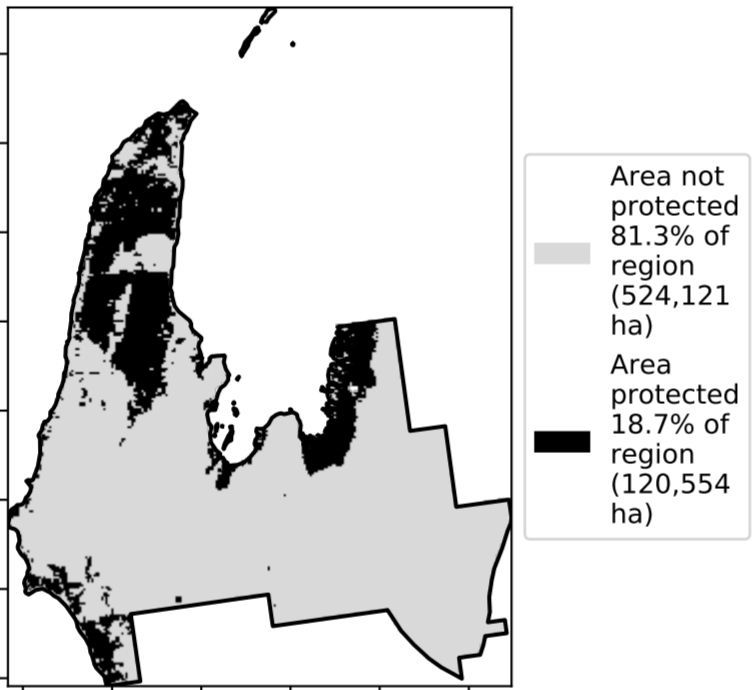 Area not
protected
81.3% of
region
(524,121
ha)
Area
protected
18.7% of
region
(120,554
ha)